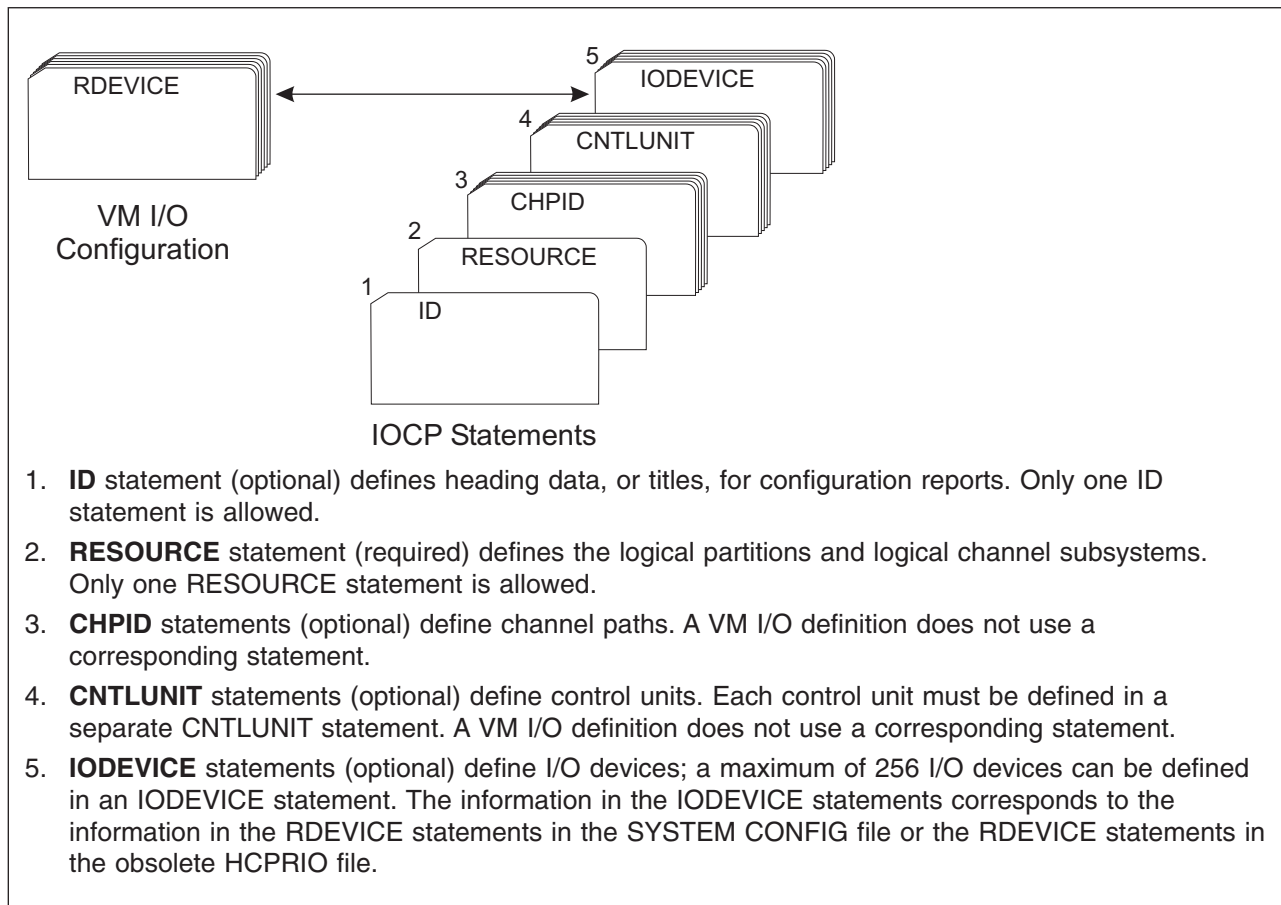 RDEVICE
VM I/O
Configuration
5
IODEVICE
4
CNTLUNIT
3
CHPID
2
RESOURCE
1
ID
IOCP Statements
1. ID statement (optional) defines heading data, or titles, for configuration reports. Only one ID
statement is allowed.
2. RESOURCE statement (required) defines the logical partitions and logical channel subsystems.
Only one RESOURCE statement is allowed.
3. CHPID statements (optional) define channel paths. A VM I/O definition does not use a
corresponding statement.
4. CNTLUNIT statements (optional) define control units. Each control unit must be defined in a
separate CNTLUNIT statement. A VM I/O definition does not use a corresponding statement.
5. IODEVICE statements (optional) define I/O devices; a maximum of 256 I/O devices can be defined
in an IODEVICE statement. The information in the IODEVICE statements corresponds to the
information in the RDEVICE statements in the SYSTEM CONFIG file or the RDEVICE statements in
the obsolete HCPRIO file.